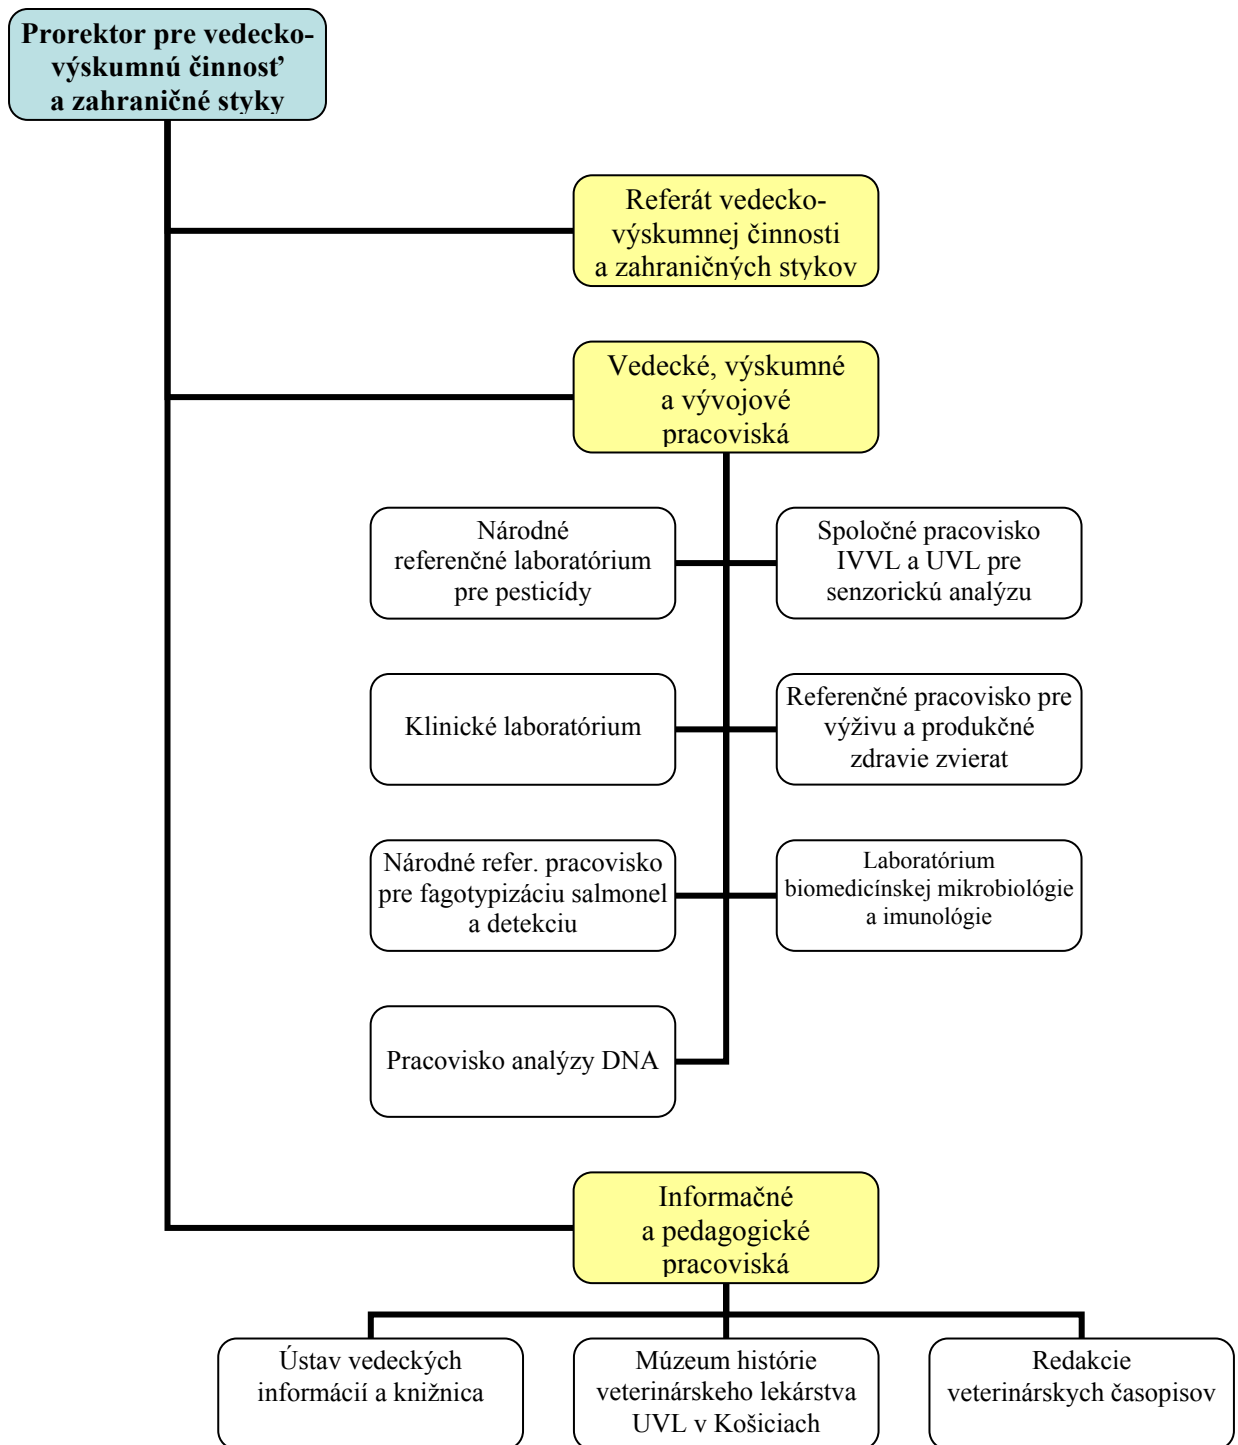 Prorektor pre vedecko-
výskumnú činnosť
a zahraničné styky
Referát vedecko-
výskumnej činnosti
a zahraničných stykov
Vedecké, výskumné
a vývojové
pracoviská
Národné
referenčné laboratórium
pre pesticídy
Spoločné pracovisko
IVVL a UVL pre
senzorickú analýzu
Klinické laboratórium
Referenčné pracovisko pre
výživu a produkčné
zdravie zvierat
Národné refer. pracovisko
pre fagotypizáciu salmonel
a detekciu
Laboratórium
biomedicínskej mikrobiológie
a imunológie
Pracovisko analýzy DNA
Informačné
a pedagogické
pracoviská
Ústav vedeckých
informácií a knižnica
Múzeum histórie
veterinárskeho lekárstva
UVL v Košiciach
Redakcie
veterinárskych časopisov